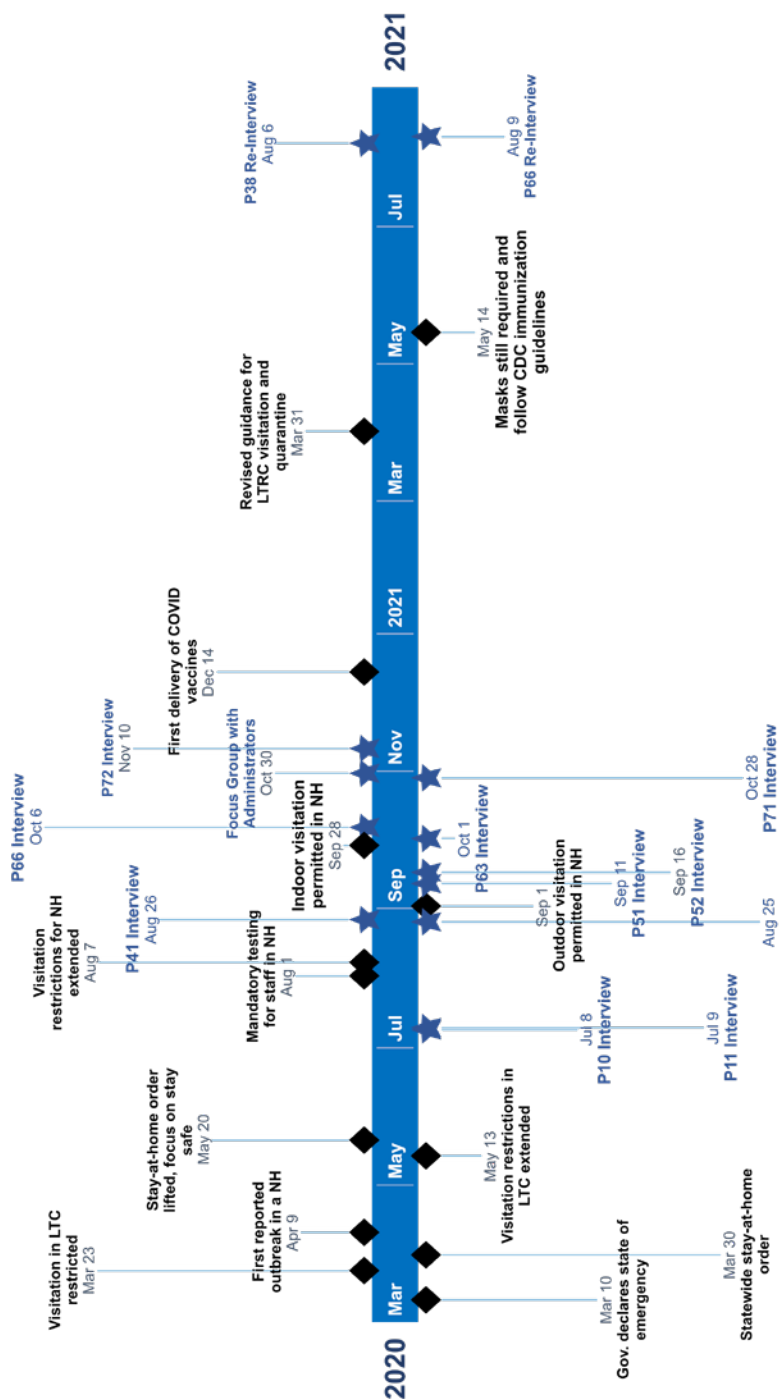 2020
Mar
May
Jul
Sep
Nov
2021
Mar
May
Jul
2021
Visitation in LTC
restricted
Mar 23
First reported
outbreak in a NH
Apr 9
Stay-at-home order
lifted, focus on stay
safe
May 20
Mandatory testing
for staff in NH
Aug 1
Visitation
restrictions for NH
extended
Aug 7
P41 Interview
Aug 26
Indoor visitation
permitted in NH
Sep 28
P66 Interview
Oct 6
Focus Group with
Administrators
Oct 30
P72 Interview
Nov 10
First delivery of COVID
vaccines
Dec 14
Revised guidance for
LTRC visitation and
quarantine
Mar 31
P38 Re-Interview
Aug 6
Mar 10
Gov. declares state of
emergency
Mar 30
Statewide stay-at-home
order
May 13
Visitation restrictions in
LTC extended
Jul 8
P10 Interview
Jul 9
P11 Interview
Aug 25
Sep 1
Outdoor visitation
permitted in NH
Sep 11
P51 Interview
Sep 16
P52 Interview
Oct 1
P63 Interview
Oct 28
P71 Interview
May 14
Masks still required and
follow CDC immunization
guidelines
Aug 9
P66 Re-Interview